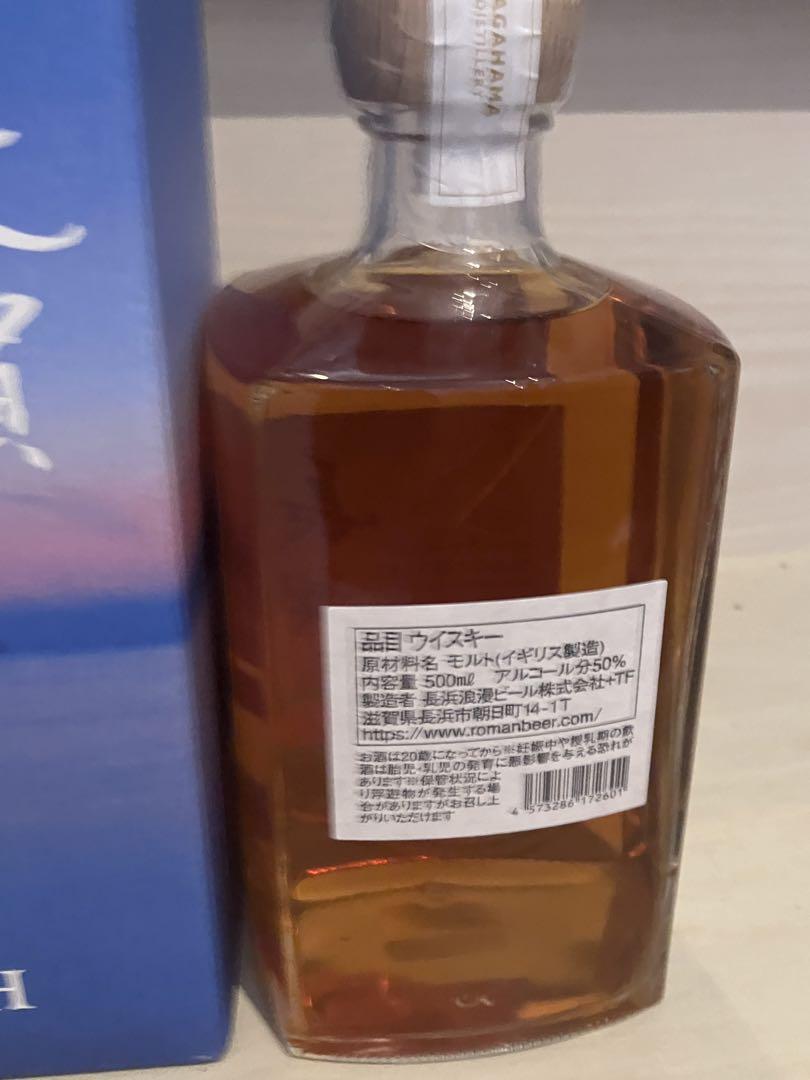 AGAHAMA
DISTILLERY
品目 ウイスキー
原材料名 モルト(イギリス製造)
内容量 500mℓ アルコール分50%
製造者 長浜浪漫ビール株式会社+TF
滋賀県長浜市朝日町14-1T
https://www.romanbeer.com/
お酒は20歳になってから※妊娠中や授乳期の飲
酒は胎児・乳児の発育に悪影響を与える恐れが
あります※保管状況によ
り浮遊物が発生する場
合がありますがお召し上
がりいただけます
4 573286 172601
H